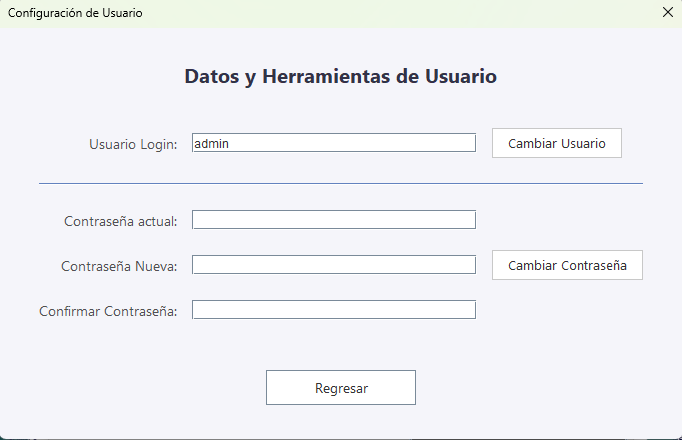 Configuración de Usuario
Datos y Herramientas de Usuario
Usuario Login: admin Cambiar Usuario
Contraseña actual:
Contraseña Nueva: Cambiar Contraseña
Confirmar Contraseña:
Regresar